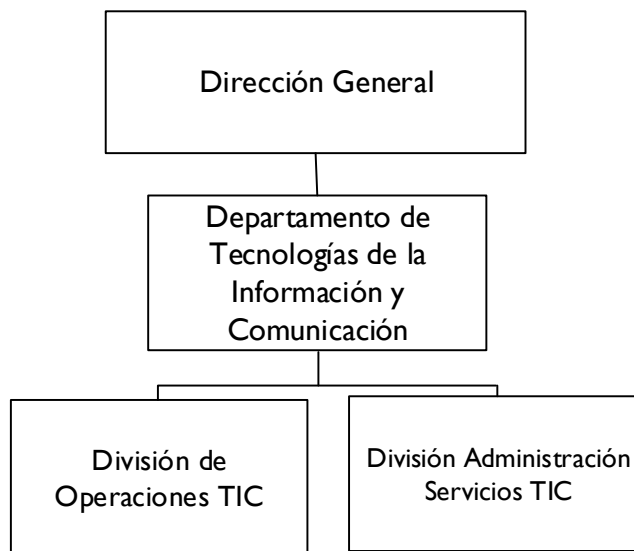 Dirección General
Departamento de
Tecnologías de la
Información y
Comunicación
División de
Operaciones TIC
División Administración
Servicios TIC